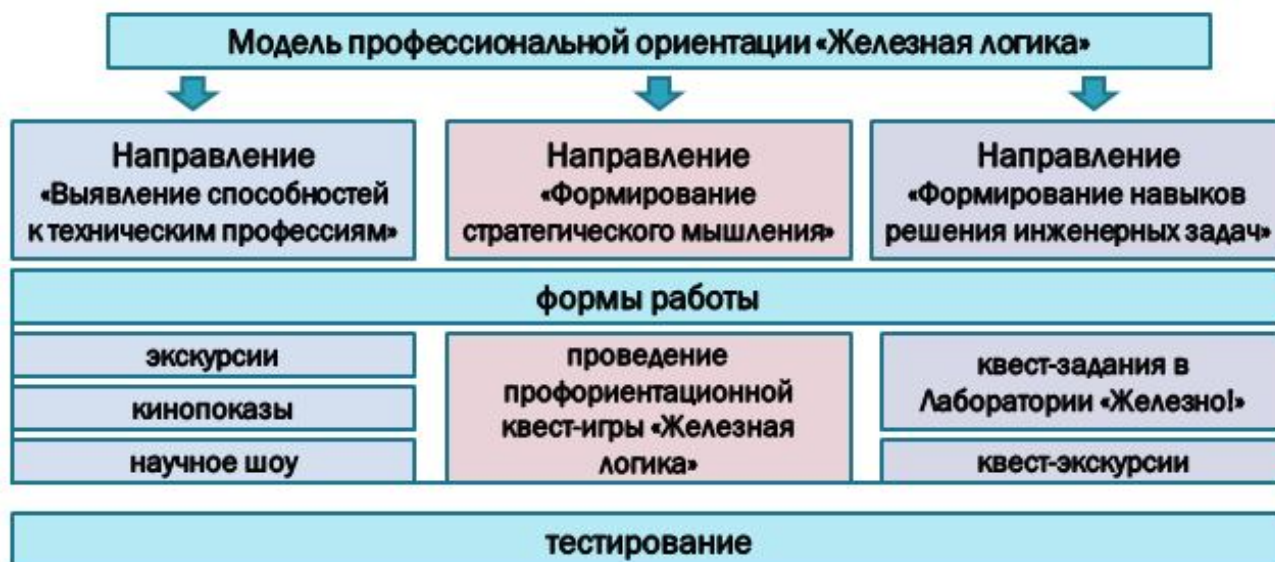 Модель профессиональной ориентации «Железная логика»
Направление
«Выявление способностей
к техническим профессиям»
Направление
«Формирование
стратегического мышления»
Направление
«Формирование навыков
решения инженерных задач»
формы работы
экскурсии
кинопоказы
научное шоу
проведение
профориентационной
квест-игры «Железная
логика»
квест-задания в
Лаборатории «Железно!»
квест-экскурсии
тестирование